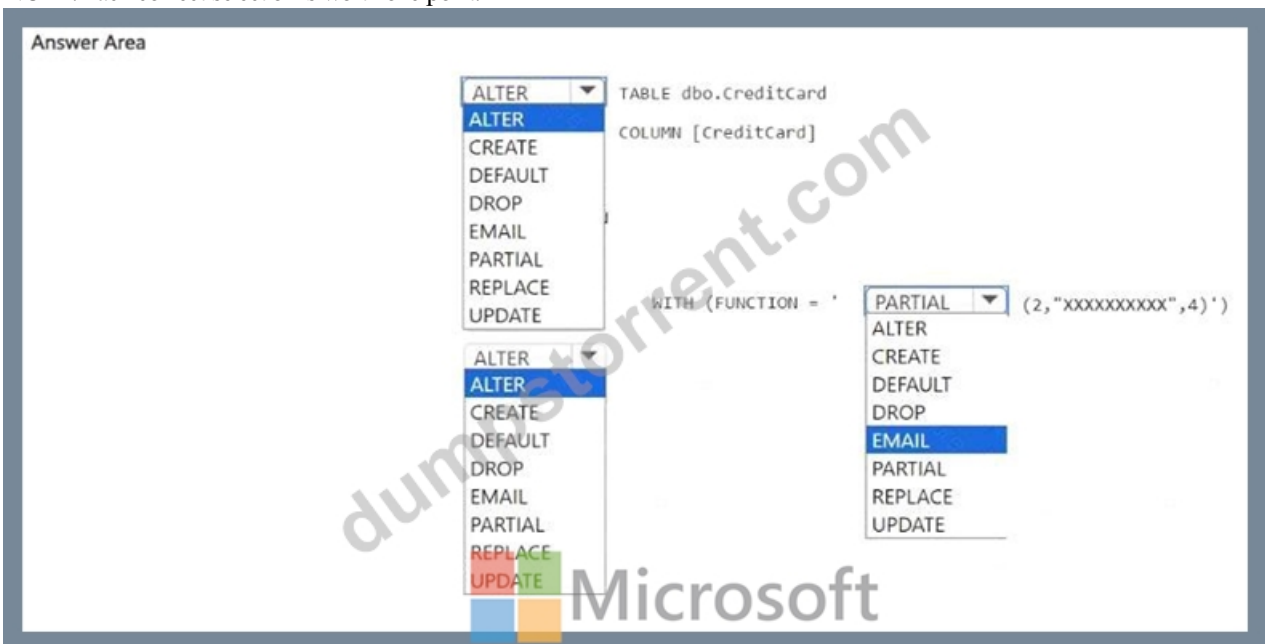 Answer Area
ALTER TABLE dbo.CreditCard
ALTER
COLUMN [CreditCard]
CREATE
DEFAULT
DROP
EMAIL
PARTIAL
REPLACE
UPDATE
WITH (FUNCTION = ' PARTIAL (2,"XXXXXXXXXX",4)')
ALTER
CREATE
DEFAULT
DROP
EMAIL
PARTIAL
REPLACE
UPDATE
ALTER
ALTER
CREATE
DEFAULT
DROP
EMAIL
PARTIAL
REPLACE
UPDATE
dumpstorrent.com
Microsoft